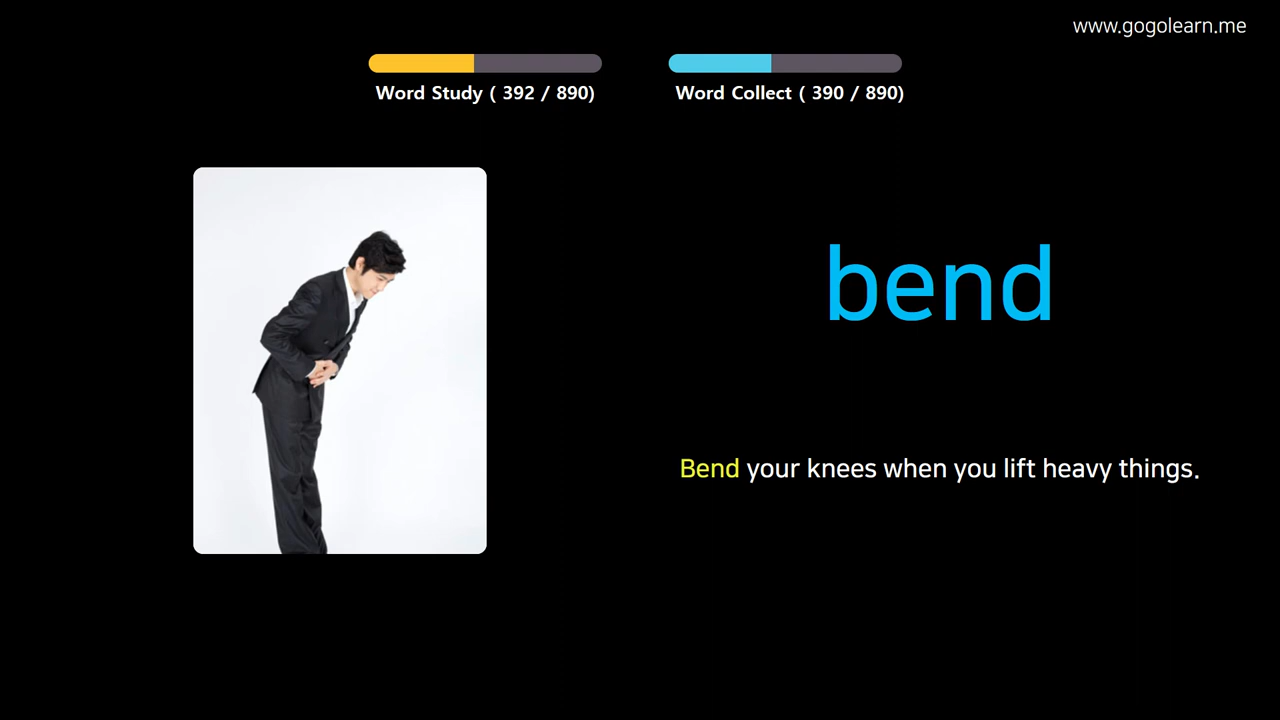 www.gogolearn.me
Word Study ( 392 / 890)
Word Collect ( 390 / 890)
bend
Bend your knees when you lift heavy things.